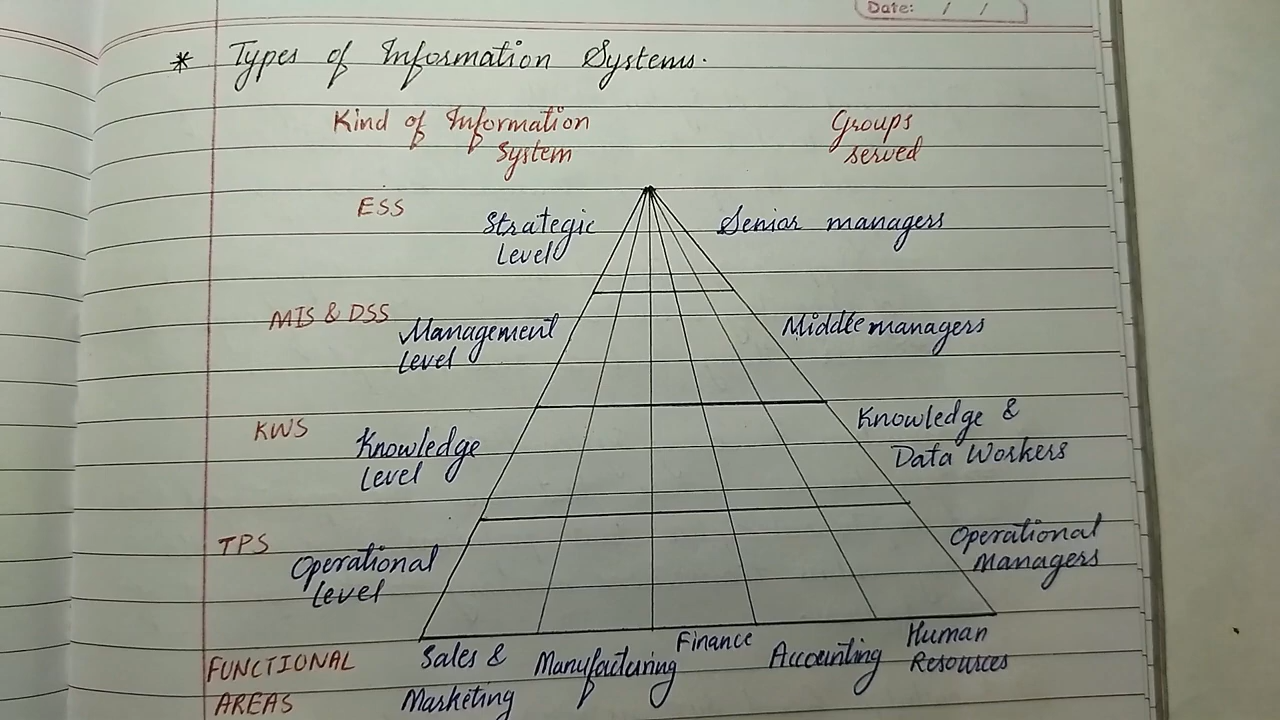 Date: / /
* Types of Information Systems.
Kind of Information
System
Groups
served
ESS
Strategic
Level
Senior managers
MIS & DSS
Management
Level
Middle managers
KWS
Knowledge
Level
Knowledge &
Data Workers
TPS
Operational
Level
Operational
Managers
FUNCTIONAL
AREAS
Sales &
Marketing
Manufacturing
Finance
Accounting
Human
Resources